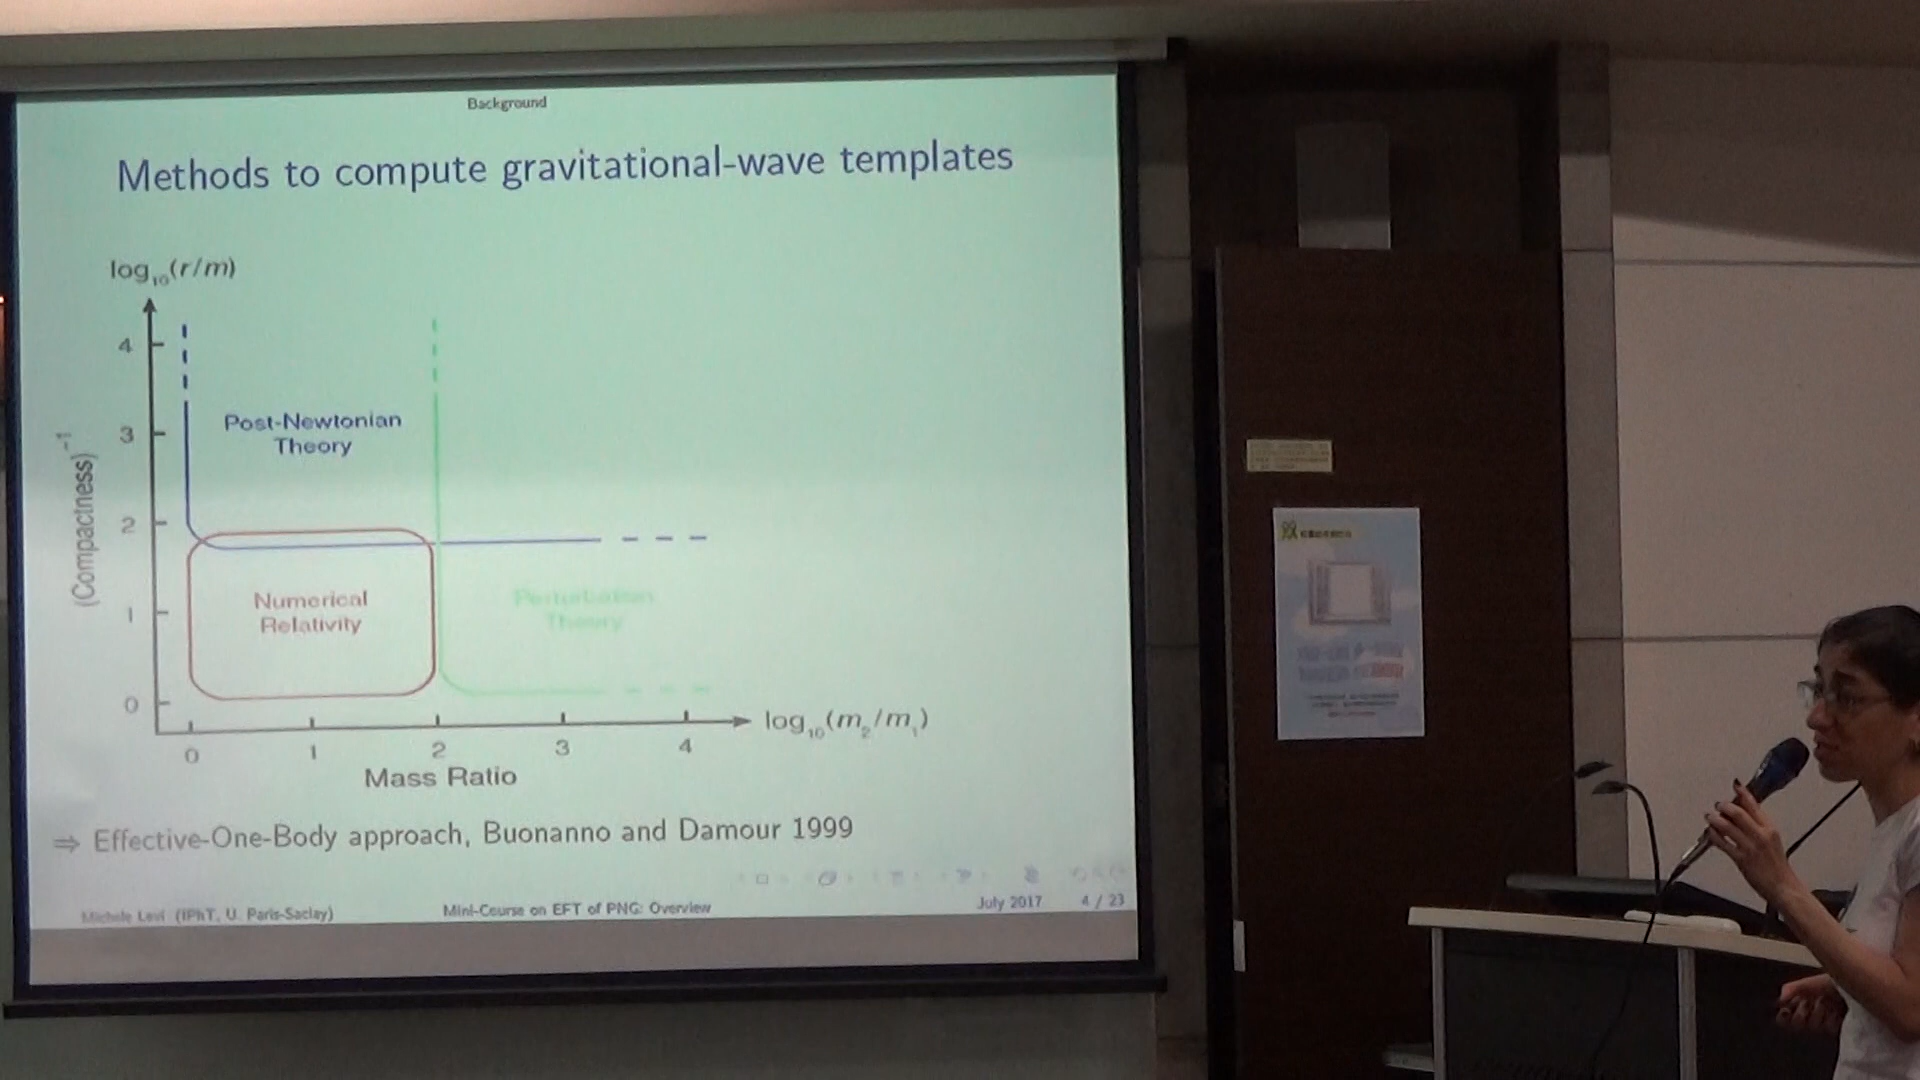 Background
Methods to compute gravitational-wave templates
log₁₀(r/m)
4
3
2
1
0
(Compactness)⁻¹
Post-Newtonian
Theory
Numerical
Relativity
Perturbation
Theory
0 1 2 3 4
log₁₀(m₂/m₁)
Mass Ratio
⇒ Effective-One-Body approach, Buonanno and Damour 1999
Michele Levi (IPhT, U. Paris-Saclay) Mini-Course on EFT of PNG: Overview July 2017 4 / 23